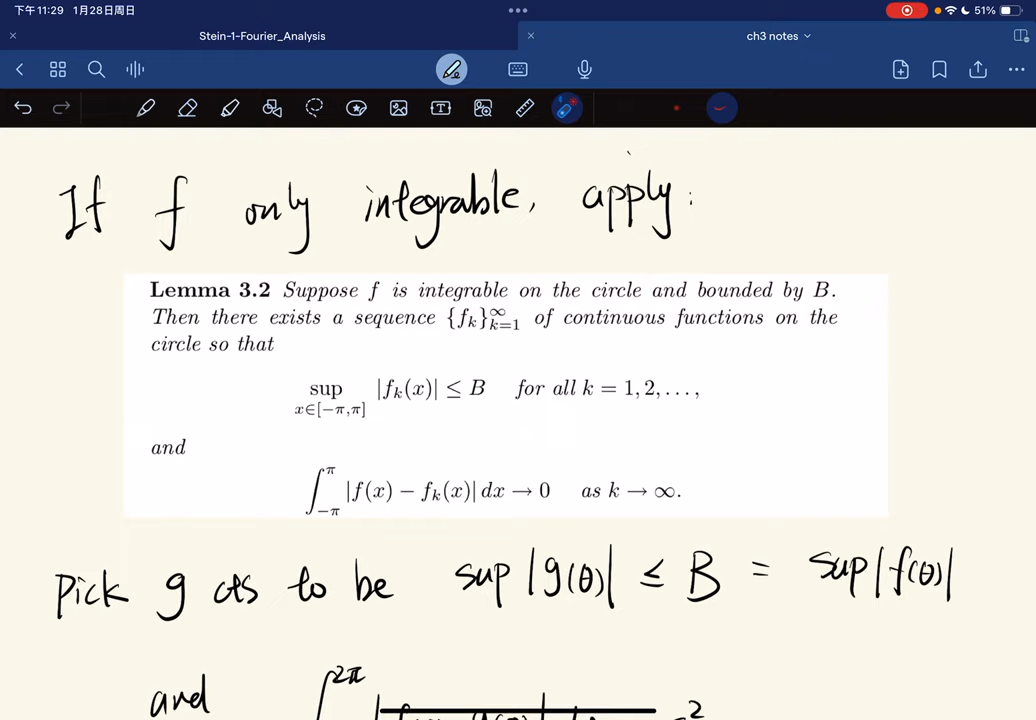 下午11:29 1月28日周日
51%
Stein-1-Fourier_Analysis
ch3 notes
If f only integrable, apply:
Lemma 3.2 Suppose f is integrable on the circle and bounded by B.
Then there exists a sequence {f_k}_{k=1}^∞ of continuous functions on the
circle so that
sup_{x∈[−π,π]} |f_k(x)| ≤ B for all k = 1, 2, . . . ,
and
∫_{−π}^{π} |f(x) − f_k(x)| dx → 0 as k → ∞.
Pick g cts to be sup |g(θ)| ≤ B = sup |f(θ)|
and ∫^{2π}